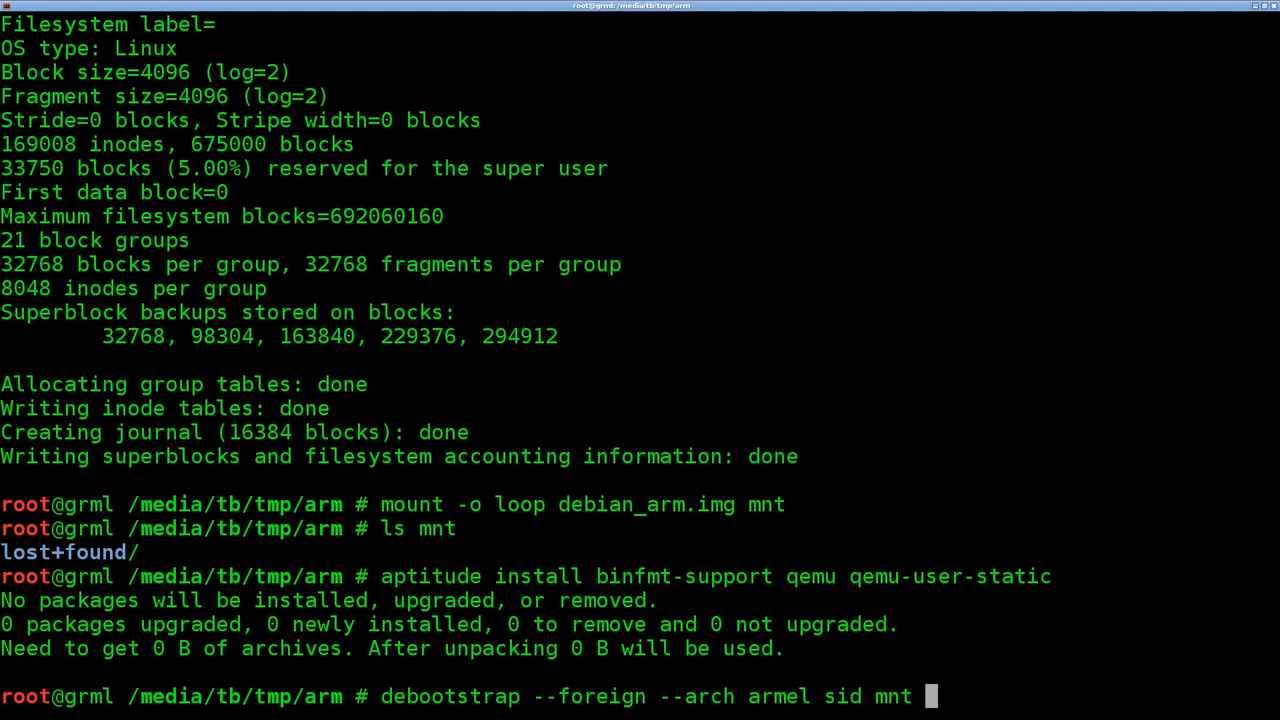 root@grml: /media/tb/tmp/arm
Filesystem label=
OS type: Linux
Block size=4096 (log=2)
Fragment size=4096 (log=2)
Stride=0 blocks, Stripe width=0 blocks
169008 inodes, 675000 blocks
33750 blocks (5.00%) reserved for the super user
First data block=0
Maximum filesystem blocks=692060160
21 block groups
32768 blocks per group, 32768 fragments per group
8048 inodes per group
Superblock backups stored on blocks:
        32768, 98304, 163840, 229376, 294912
Allocating group tables: done
Writing inode tables: done
Creating journal (16384 blocks): done
Writing superblocks and filesystem accounting information: done
root@grml /media/tb/tmp/arm # mount -o loop debian_arm.img mnt
root@grml /media/tb/tmp/arm # ls mnt
lost+found/
root@grml /media/tb/tmp/arm # aptitude install binfmt-support qemu qemu-user-static
No packages will be installed, upgraded, or removed.
0 packages upgraded, 0 newly installed, 0 to remove and 0 not upgraded.
Need to get 0 B of archives. After unpacking 0 B will be used.
root@grml /media/tb/tmp/arm # debootstrap --foreign --arch armel sid mnt